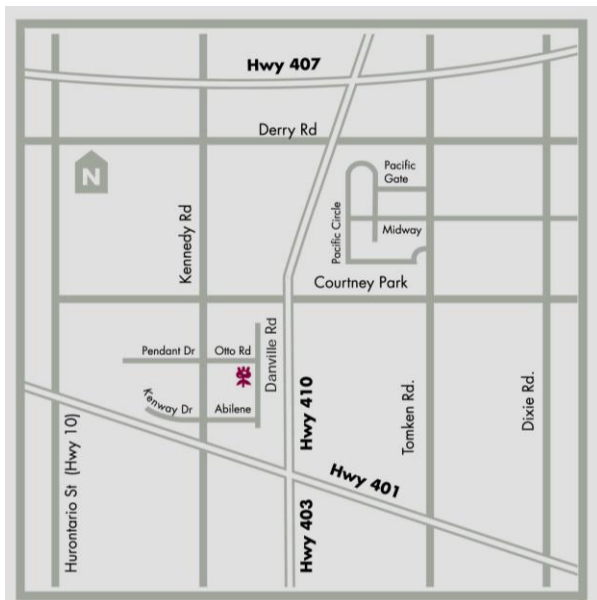 Hwy 407
Derry Rd
N
Pacific
Gate
Kennedy Rd
Pacific Circle
Midway
Courtney Park
Pendant Dr
Otto Rd
Danville Rd
Kenway Dr
Abilene
Hwy 410
Tomken Rd.
Dixie Rd.
Hurontario St (Hwy 10)
Hwy 401
Hwy 403